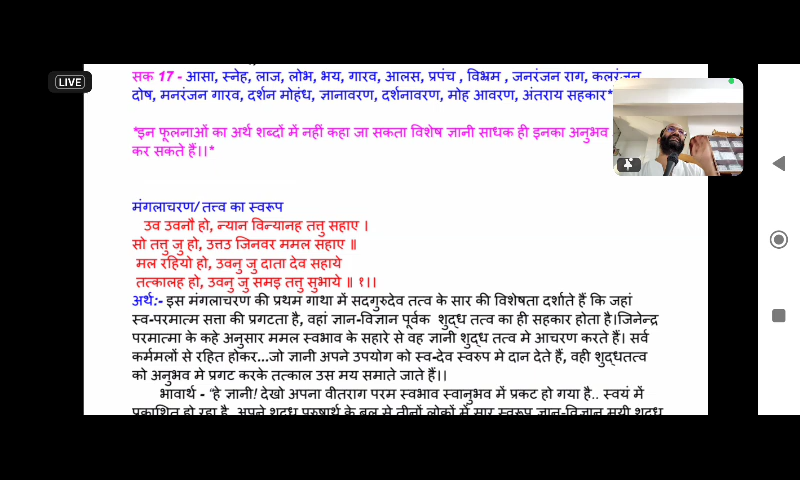 LIVE
सक 17 - आसा, स्नेह, लाज, लोभ, भय, गारव, आलस, प्रपंच , विभ्रम , जनरंजन राग, कलरंजन
दोष, मनरंजन गारव, दर्शन मोहंध, ज्ञानावरण, दर्शनावरण, मोह आवरण, अंतराय सहकार*
*इन फूलनाओं का अर्थ शब्दों में नहीं कहा जा सकता विशेष ज्ञानी साधक ही इनका अनुभव
कर सकते हैं।।*
मंगलाचरण/ तत्त्व का स्वरूप
उव उवनौ हो, न्यान विन्यानह तत्तु सहाए ।
सो तत्तु जु हो, उत्तउ जिनवर ममल सहाए ॥
मल रहियो हो, उवनु जु दाता देव सहाये
तत्कालह हो, उवनु जु समइ तत्तु सुभाये ॥ १।।
अर्थ:- इस मंगलाचरण की प्रथम गाथा में सदगुरुदेव तत्व के सार की विशेषता दर्शाते हैं कि जहां
स्व-परमात्म सत्ता की प्रगटता है, वहां ज्ञान-विज्ञान पूर्वक शुद्ध तत्व का ही सहकार होता है।जिनेन्द्र
परमात्मा के कहे अनुसार ममल स्वभाव के सहारे से वह ज्ञानी शुद्ध तत्व मे आचरण करते हैं। सर्व
कर्ममलों से रहित होकर...जो ज्ञानी अपने उपयोग को स्व-देव स्वरुप मे दान देते हैं, वही शुद्धतत्व
को अनुभव मे प्रगट करके तत्काल उस मय समाते जाते हैं।।
भावार्थ - "हे ज्ञानी! देखो अपना वीतराग परम स्वभाव स्वानुभव में प्रकट हो गया है.. स्वयं में
प्रकाशित हो रहा है, अपने शुद्ध पुरुषार्थ के बल से तीनों लोकों में सार स्वरूप ज्ञान-विज्ञान मयी शुद्ध